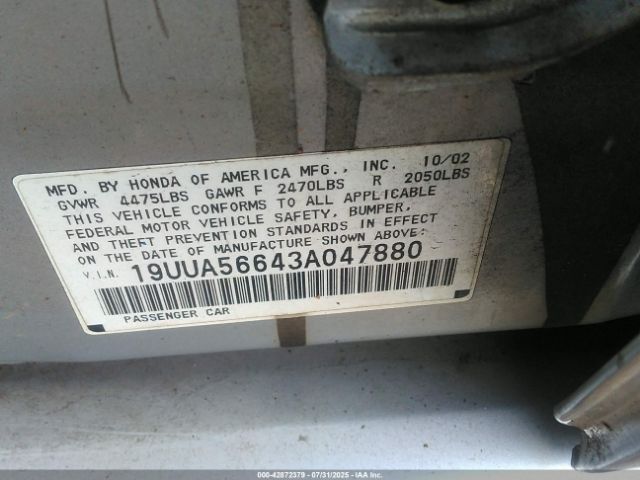 MFD. BY HONDA OF AMERICA MFG., INC. 10/02
GVWR 4475LBS GAWR F 2470LBS R 2050LBS
THIS VEHICLE CONFORMS TO ALL APPLICABLE
FEDERAL MOTOR VEHICLE SAFETY, BUMPER,
AND THEFT PREVENTION STANDARDS IN EFFECT
ON THE DATE OF MANUFACTURE SHOWN ABOVE:
V.I.N. 19UUA56643A047880
PASSENGER CAR
000-42872379 - 07/31/2025 - IAAI, Inc.